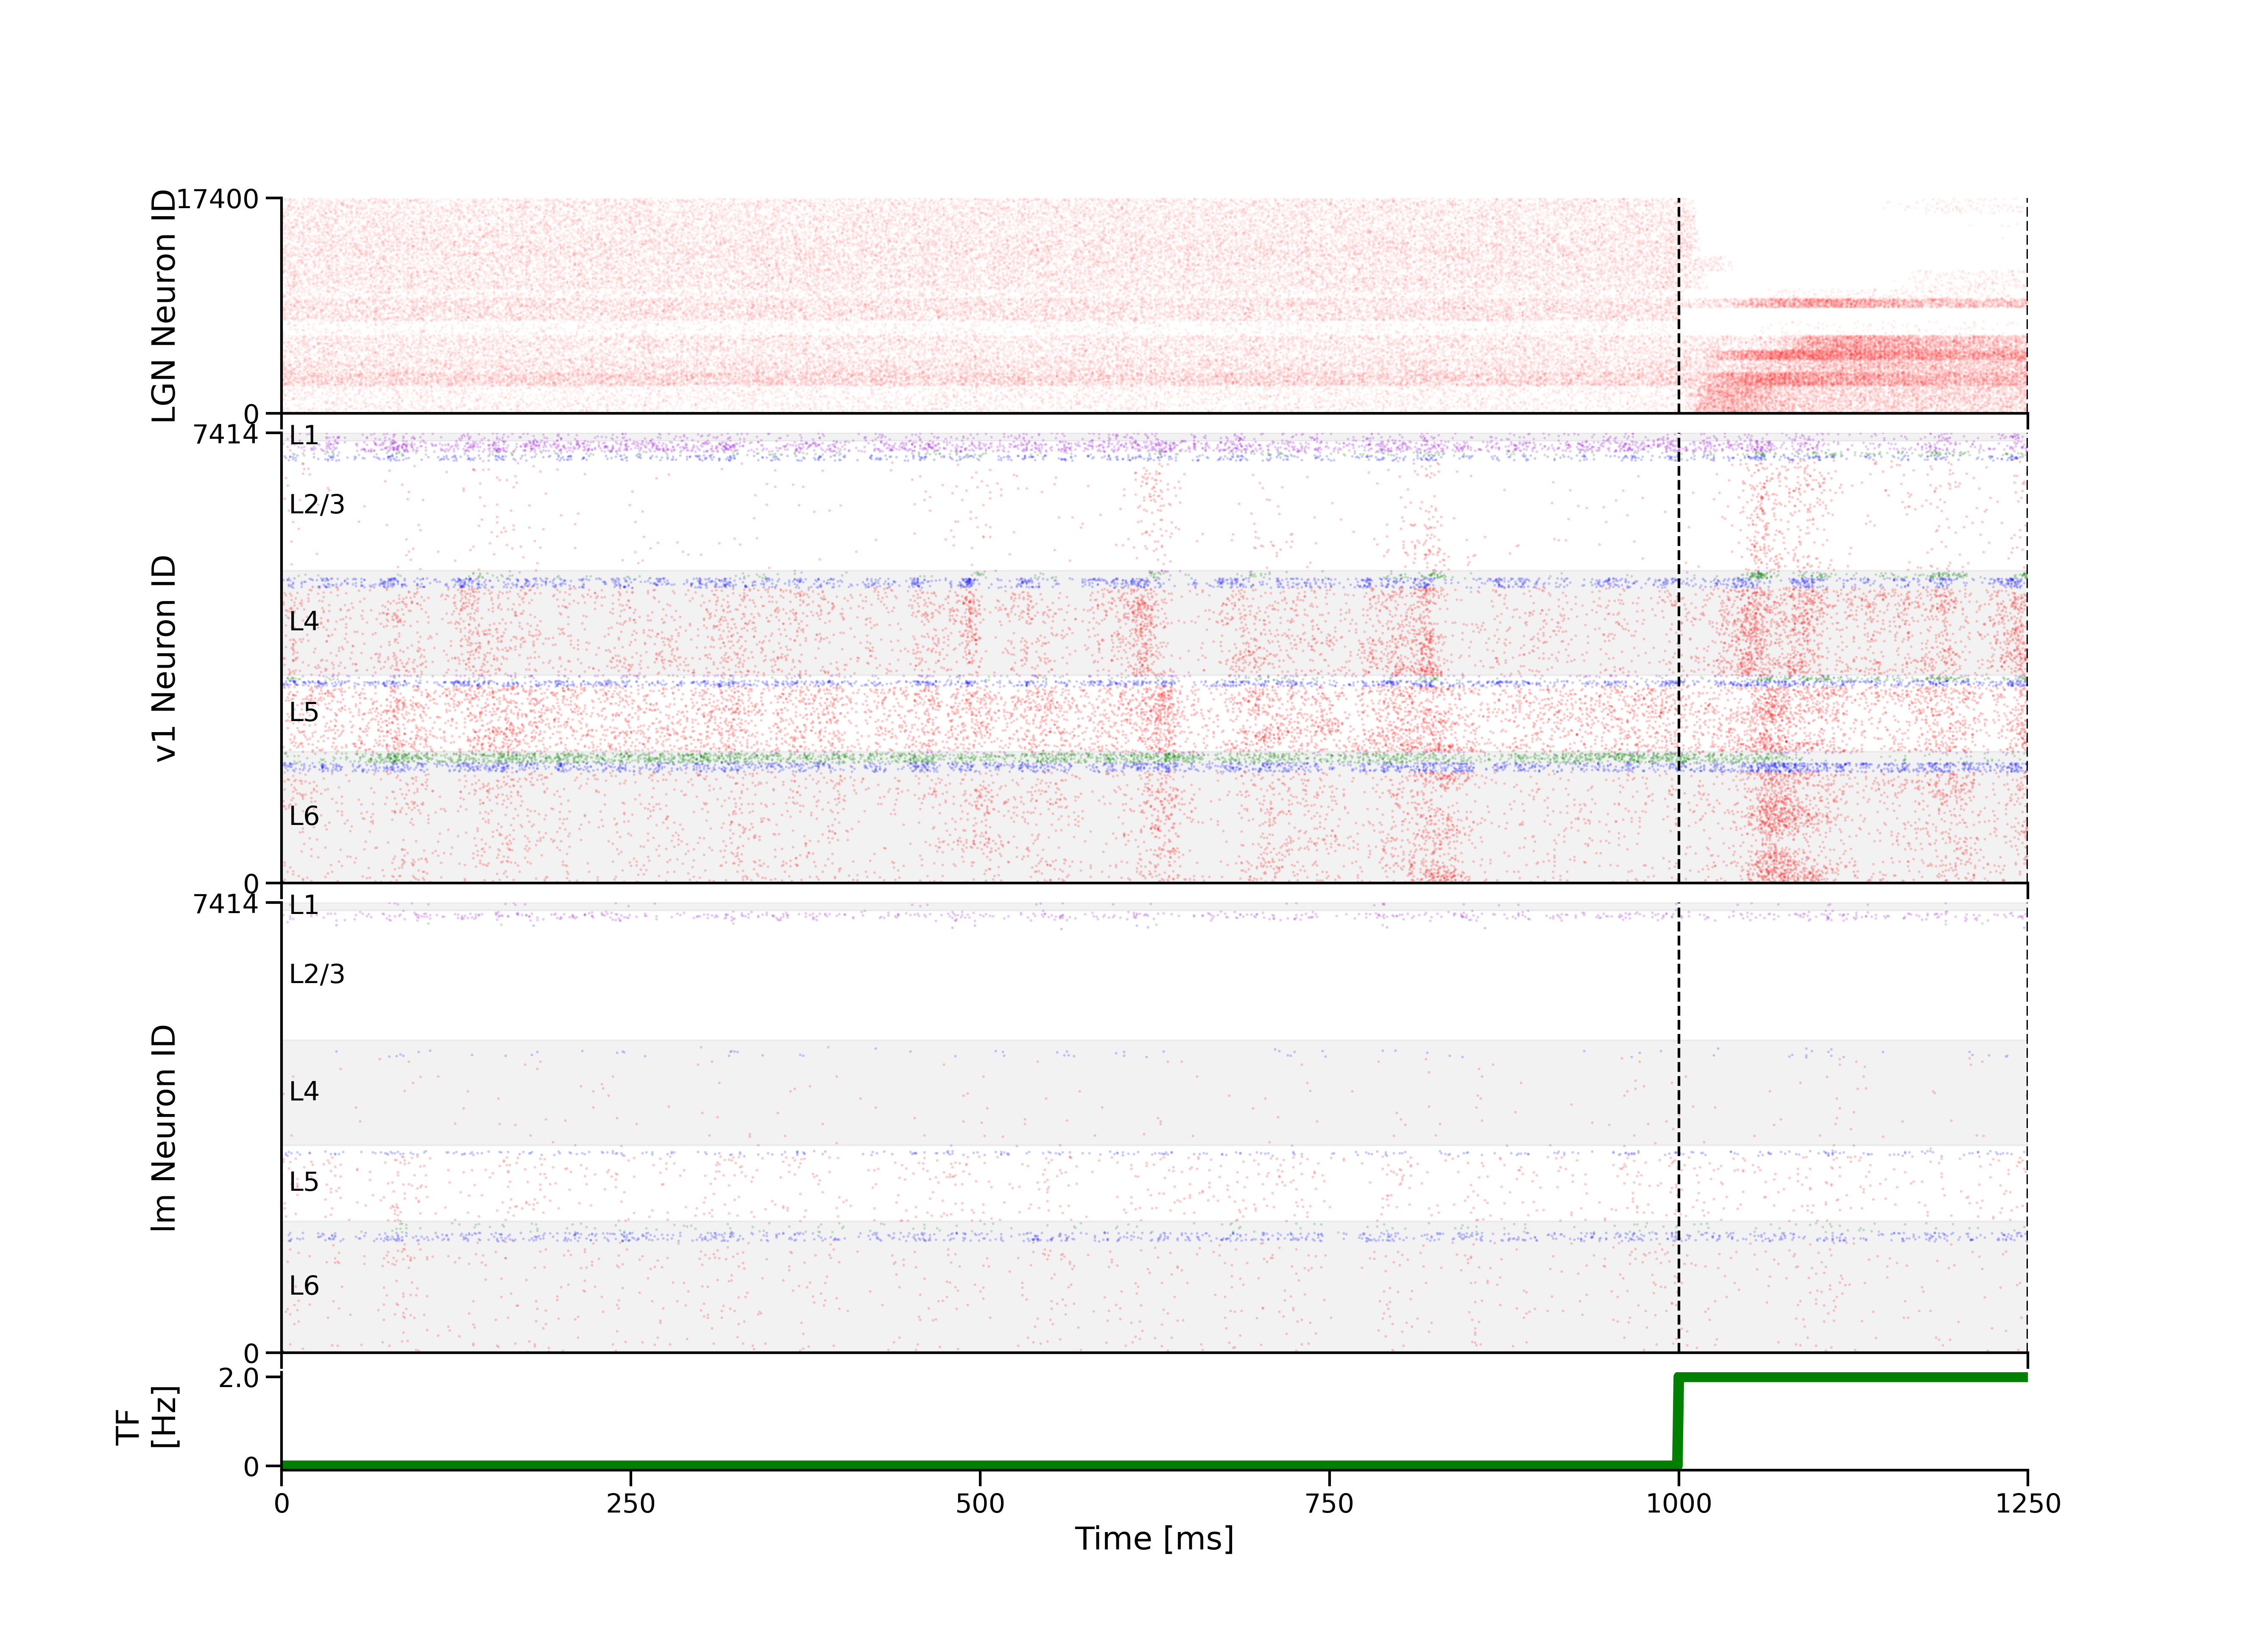 LGN Neuron ID
17400
0
v1 Neuron ID
7414
L1
L2/3
L4
L5
L6
0
lm Neuron ID
7414
L1
L2/3
L4
L5
L6
0
TF
[Hz]
2.0
0
0 250 500 750 1000 1250
Time [ms]